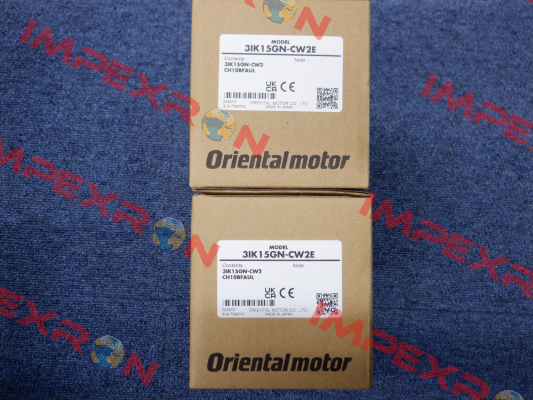 MODEL
3IK15GN-CW2E
Contents Note
3IK15GN-CW2
CH10BFAUL
UK CA CE
ORIENTAL MOTOR CO., LTD.
MADE IN JAPAN
Orientalmotor
MODEL
3IK15GN-CW2E
Contents Note
3IK15GN-CW2
CH10BFAUL
UK CA CE
ORIENTAL MOTOR CO., LTD.
MADE IN JAPAN
Orientalmotor
IMPEXRON
IMPEXRON
IMPEXRON
IMPEXRON